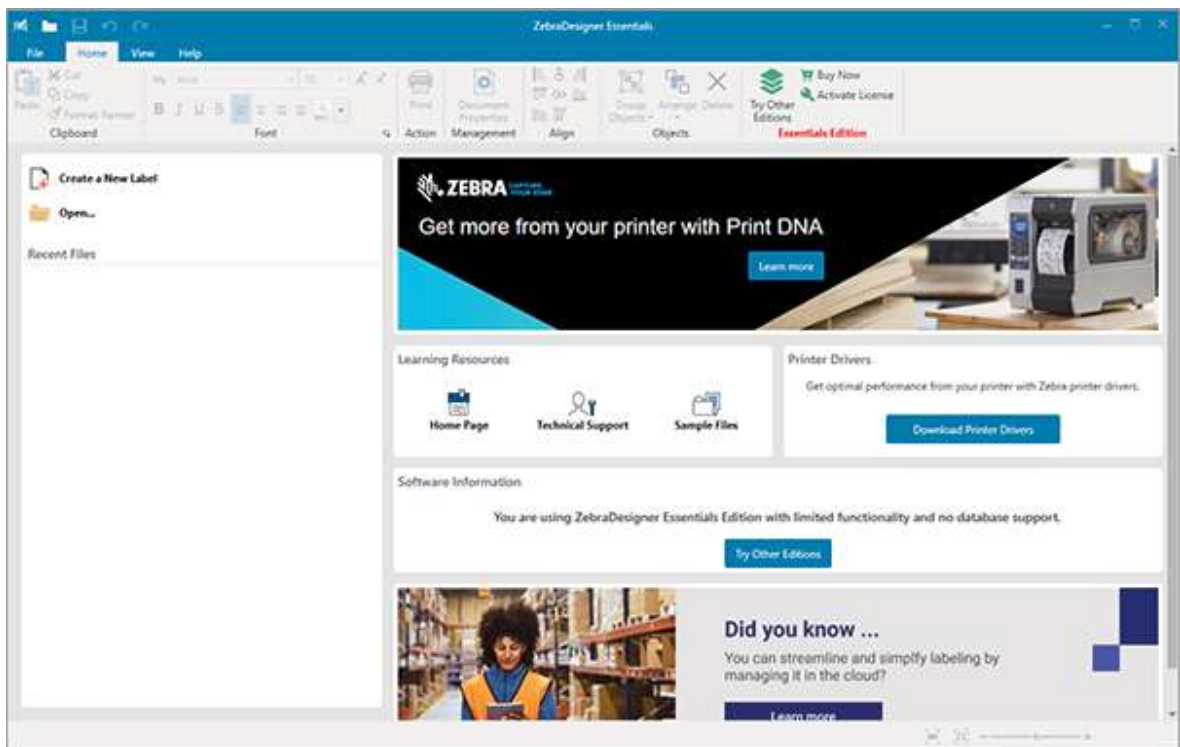 ZebraDesigner Essentials
File Home View Help
Cut
Copy
Format Painter
Paste
Clipboard
B I U S
Font
Print
Action
Document
Properties
Management
Align
Group
Objects
Arrange
Delete
Objects
Try Other
Editions
Buy Now
Activate License
Essentials Edition
Create a New Label
Open...
Recent Files
ZEBRA CAPTURE YOUR EDGE
Get more from your printer with Print DNA
Learn more
Learning Resources
Home Page
Technical Support
Sample Files
Printer Drivers
Get optimal performance from your printer with Zebra printer drivers.
Download Printer Drivers
Software Information
You are using ZebraDesigner Essentials Edition with limited functionality and no database support.
Try Other Editions
Did you know ...
You can streamline and simplfy labeling by
managing it in the cloud?
Learn more